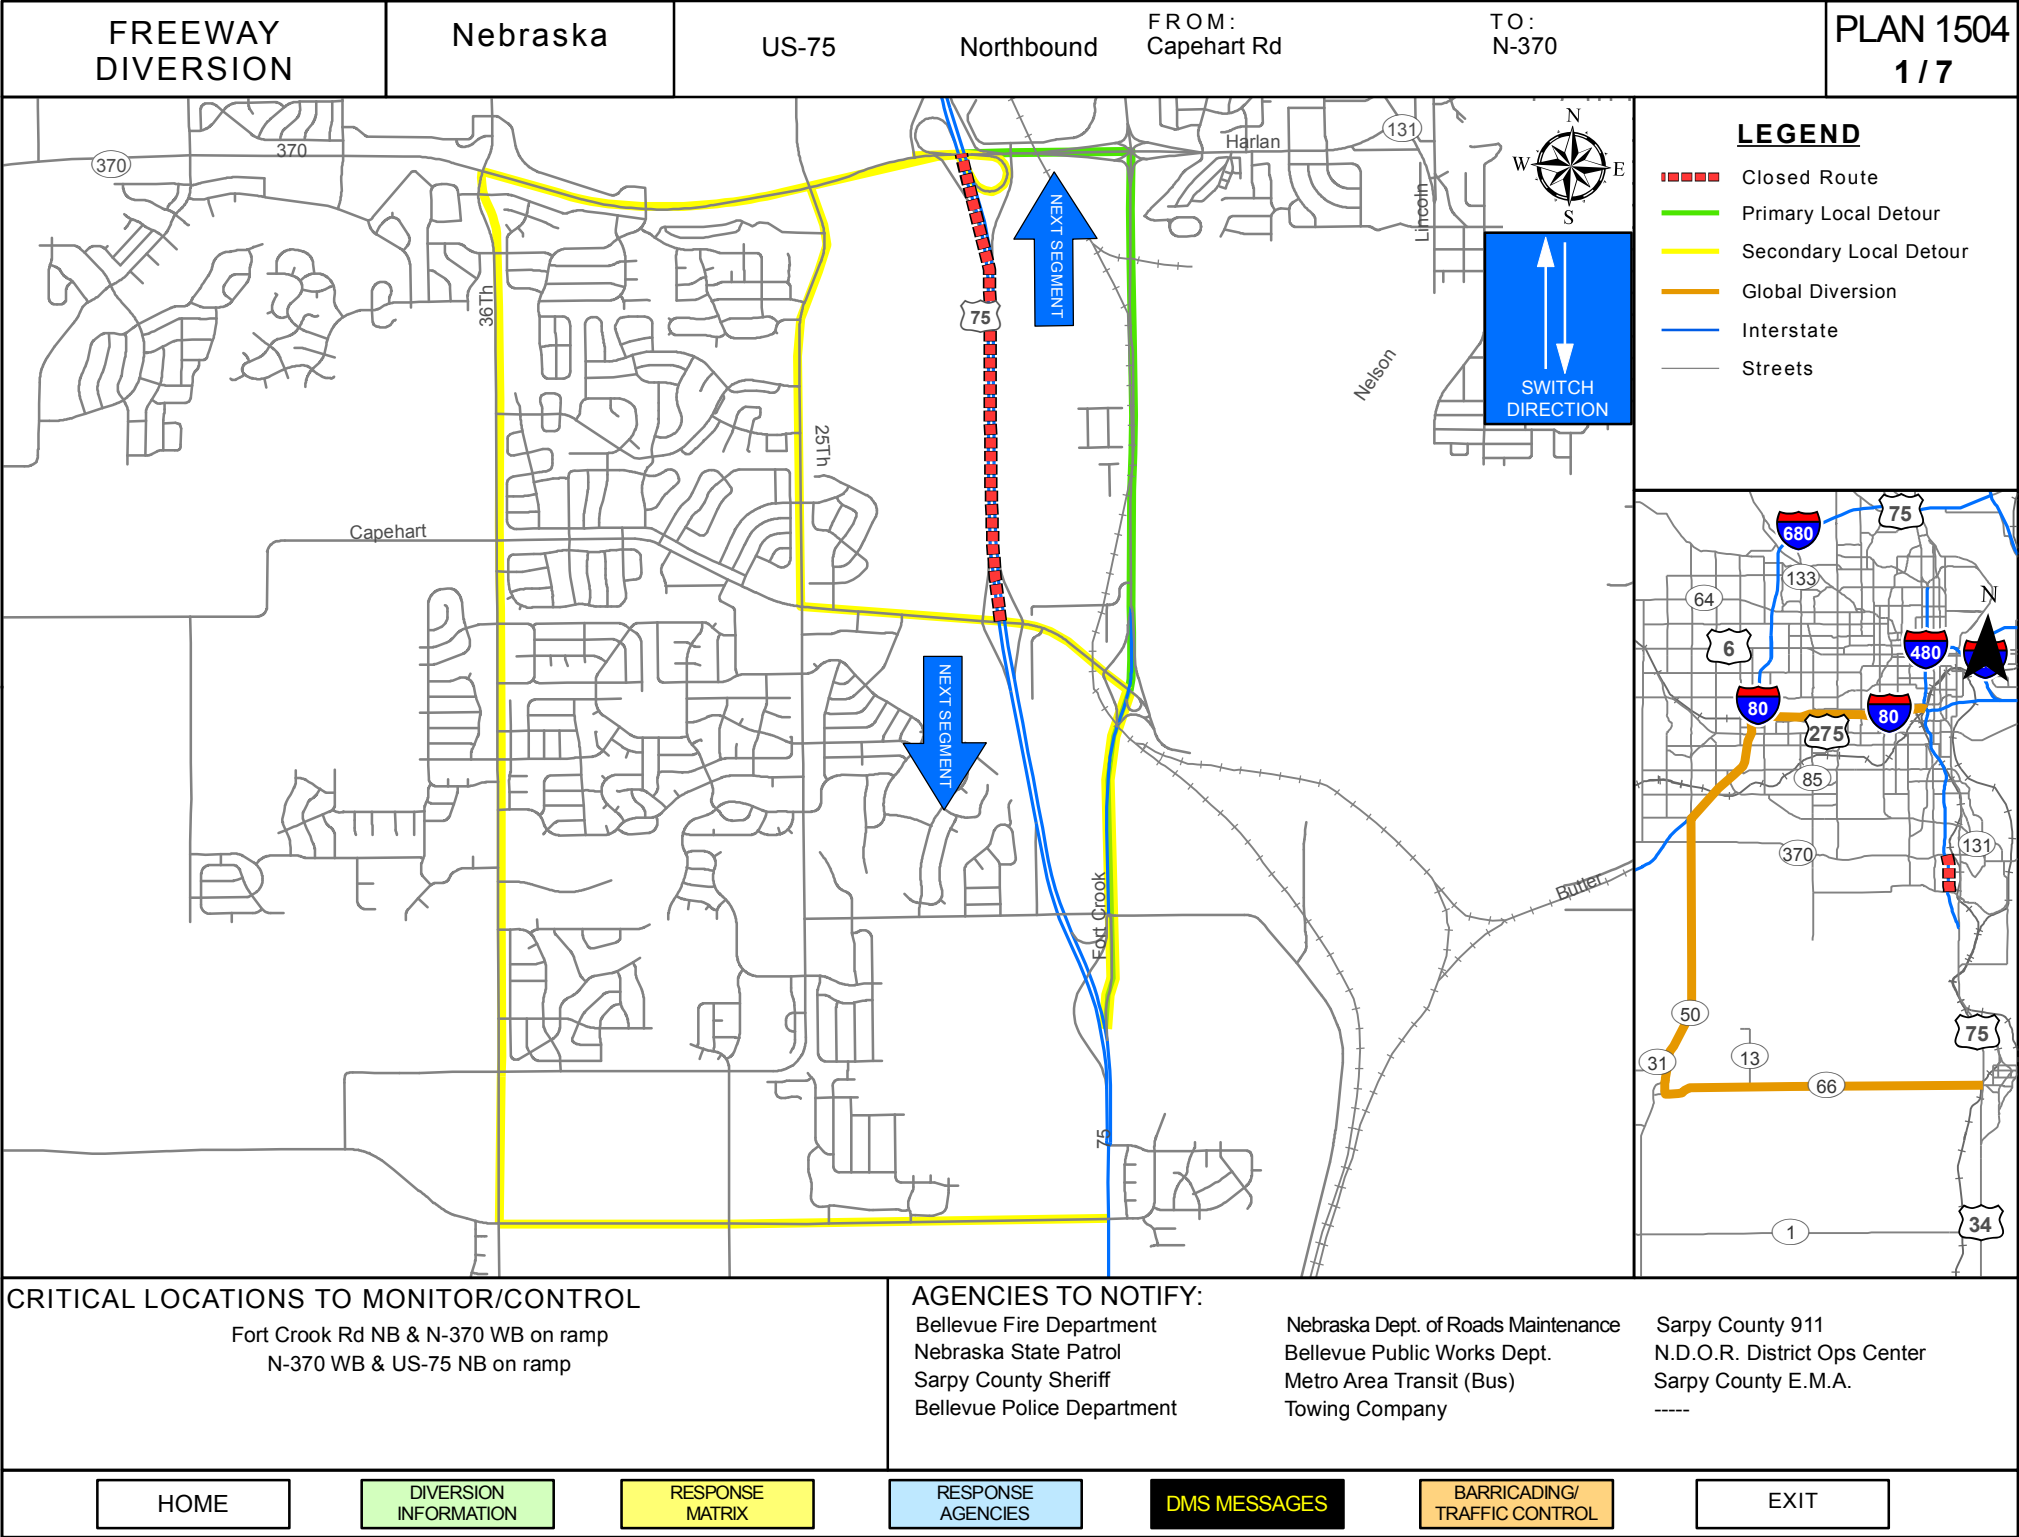 FREEWAY
DIVERSION
Nebraska
US-75
Northbound
FROM:
Capehart Rd
TO:
N-370
PLAN 1504
1 / 7
370
370
Harlan
131
Lincoln
N
W
E
S
NEXT SEGMENT
SWITCH
DIRECTION
36Th
75
Nelson
25Th
Capehart
NEXT SEGMENT
Fort Crook
Butler
75
LEGEND
Closed Route
Primary Local Detour
Secondary Local Detour
Global Diversion
Interstate
Streets
75
680
133
64
N
6
480
80
80
275
85
370
131
50
75
31
13
66
1
34
CRITICAL LOCATIONS TO MONITOR/CONTROL
Fort Crook Rd NB & N-370 WB on ramp
N-370 WB & US-75 NB on ramp
AGENCIES TO NOTIFY:
Bellevue Fire Department
Nebraska State Patrol
Sarpy County Sheriff
Bellevue Police Department
Nebraska Dept. of Roads Maintenance
Bellevue Public Works Dept.
Metro Area Transit (Bus)
Towing Company
Sarpy County 911
N.D.O.R. District Ops Center
Sarpy County E.M.A.
-----
HOME
DIVERSION
INFORMATION
RESPONSE
MATRIX
RESPONSE
AGENCIES
DMS MESSAGES
BARRICADING/
TRAFFIC CONTROL
EXIT